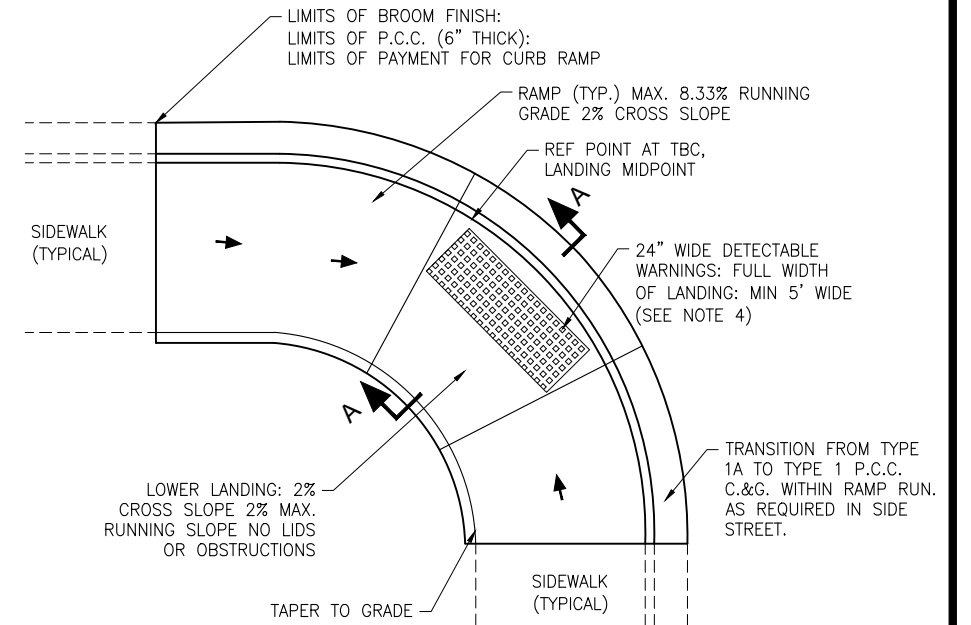 LIMITS OF BROOM FINISH:
LIMITS OF P.C.C. (6" THICK):
LIMITS OF PAYMENT FOR CURB RAMP
RAMP (TYP.) MAX. 8.33% RUNNING
GRADE 2% CROSS SLOPE
REF POINT AT TBC,
LANDING MIDPOINT
A
SIDEWALK
(TYPICAL)
24" WIDE DETECTABLE
WARNINGS: FULL WIDTH
OF LANDING: MIN 5' WIDE
(SEE NOTE 4)
A
TRANSITION FROM TYPE
1A TO TYPE 1 P.C.C.
C.&G. WITHIN RAMP RUN.
AS REQUIRED IN SIDE
STREET.
LOWER LANDING: 2%
CROSS SLOPE 2% MAX.
RUNNING SLOPE NO LIDS
OR OBSTRUCTIONS
SIDEWALK
(TYPICAL)
TAPER TO GRADE